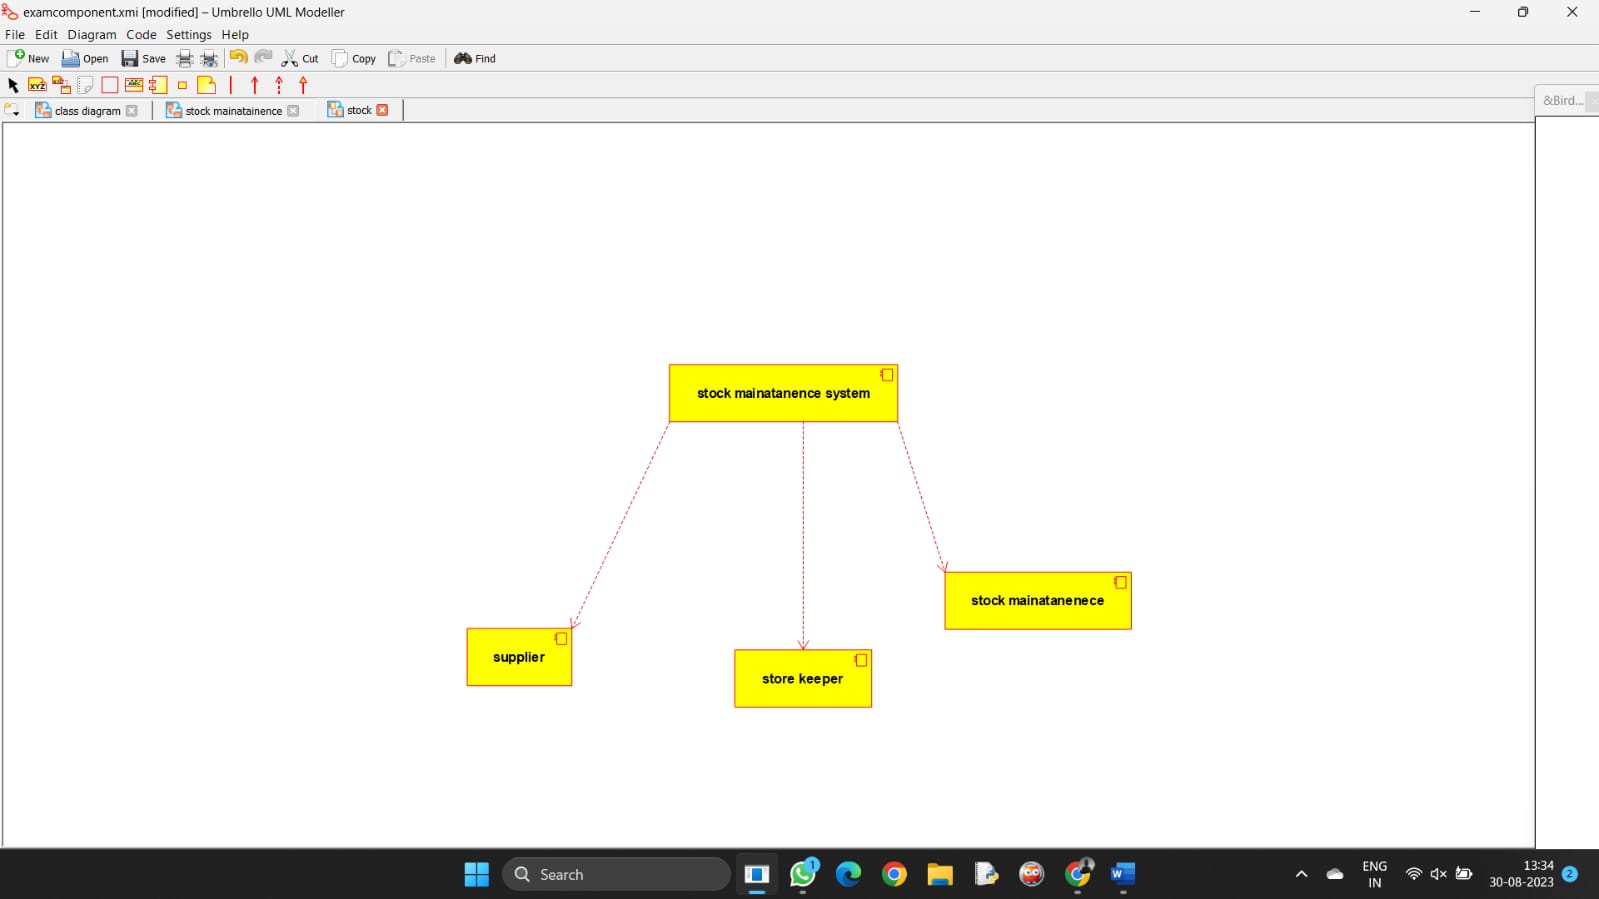 examcomponent.xmi [modified] – Umbrello UML Modeller
File Edit Diagram Code Settings Help
New Open Save Cut Copy Paste Find
XYZ
class diagram stock mainatainence stock
&Bird...
stock mainatanence system
stock mainatanenece
supplier
store keeper
Search
1
W
ENG
IN
13:34
30-08-2023
2